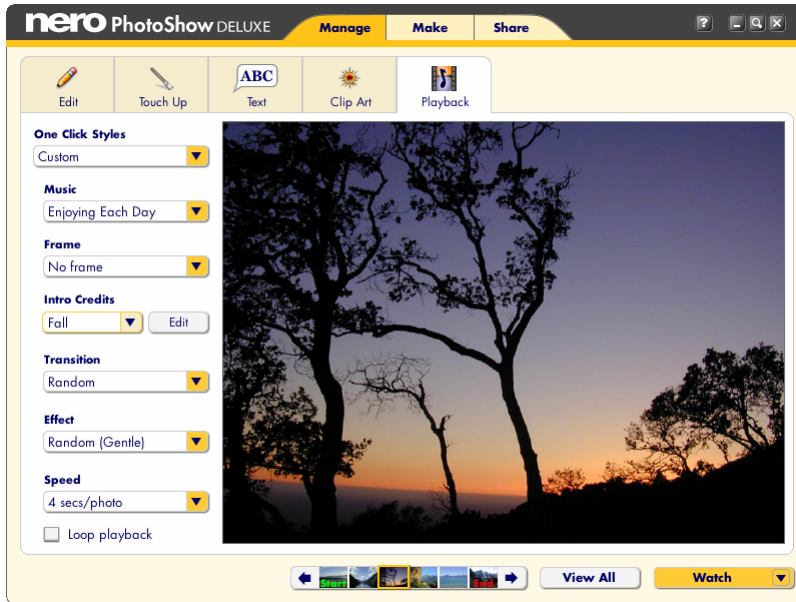 nero PhotoShow DELUXE
Manage
Make
Share
?
Edit
Touch Up
ABC
Text
Clip Art
Playback
One Click Styles
Custom
Music
Enjoying Each Day
Frame
No frame
Intro Credits
Fall
Edit
Transition
Random
Effect
Random (Gentle)
Speed
4 secs/photo
Loop playback
Start
End
View All
Watch